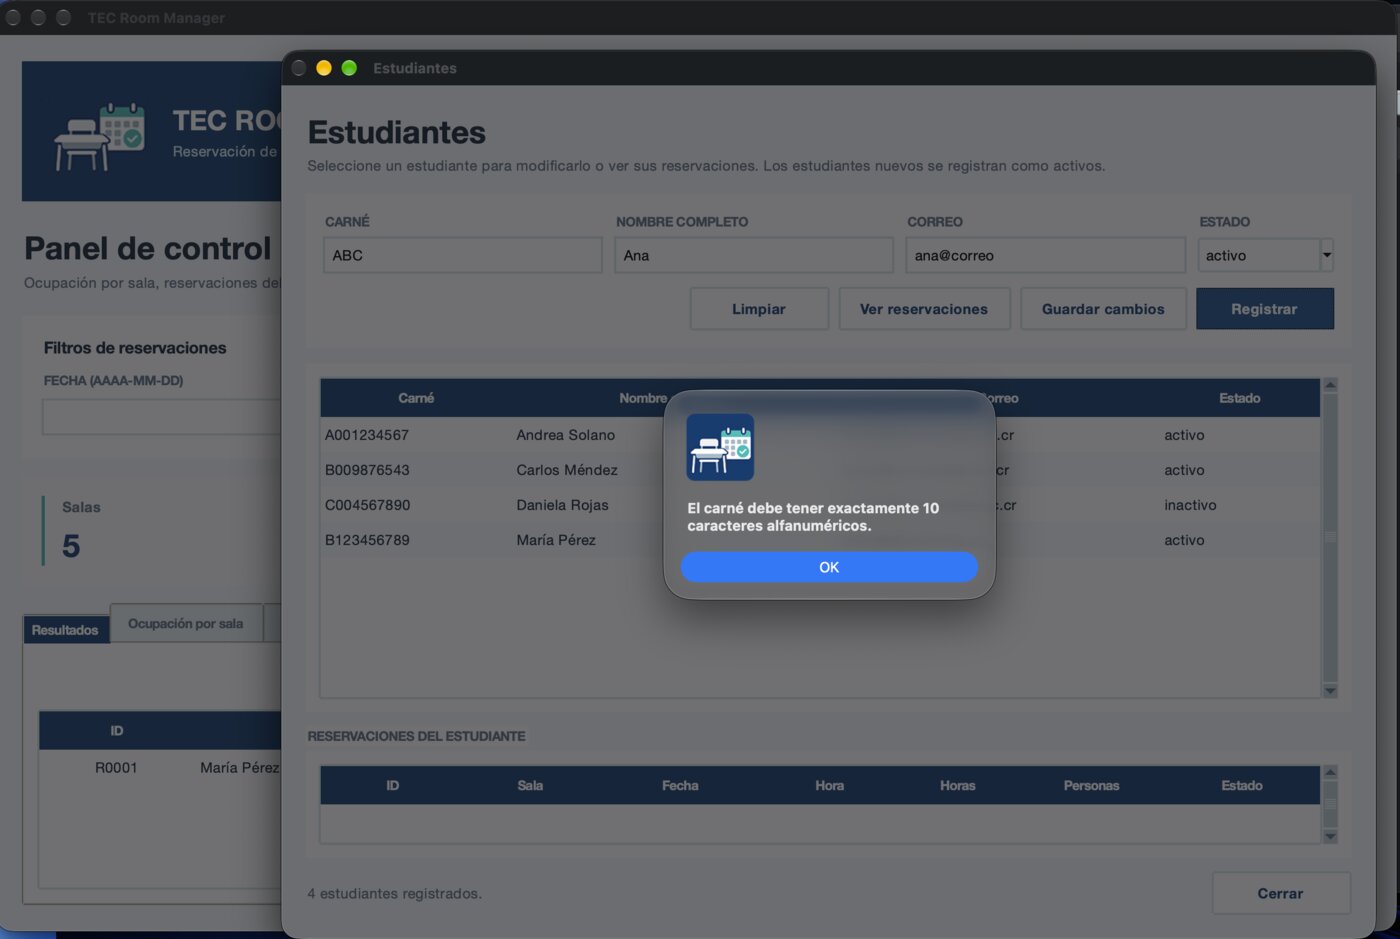 TEC Room Manager
Estudiantes
TEC ROO
Reservación de
Estudiantes
Seleccione un estudiante para modificarlo o ver sus reservaciones. Los estudiantes nuevos se registran como activos.
CARNÉ NOMBRE COMPLETO CORREO ESTADO
ABC Ana ana@correo activo
Limpiar Ver reservaciones Guardar cambios Registrar
Panel de control
Ocupación por sala, reservaciones del
Filtros de reservaciones
FECHA (AAAA-MM-DD)
Salas
5
Resultados Ocupación por sala
ID
R0001 María Pérez
Carné Nombre orreo Estado
A001234567 Andrea Solano .cr activo
B009876543 Carlos Méndez cr activo
C004567890 Daniela Rojas c.cr inactivo
B123456789 María Pérez activo
El carné debe tener exactamente 10
caracteres alfanuméricos.
OK
RESERVACIONES DEL ESTUDIANTE
ID Sala Fecha Hora Horas Personas Estado
4 estudiantes registrados.
Cerrar